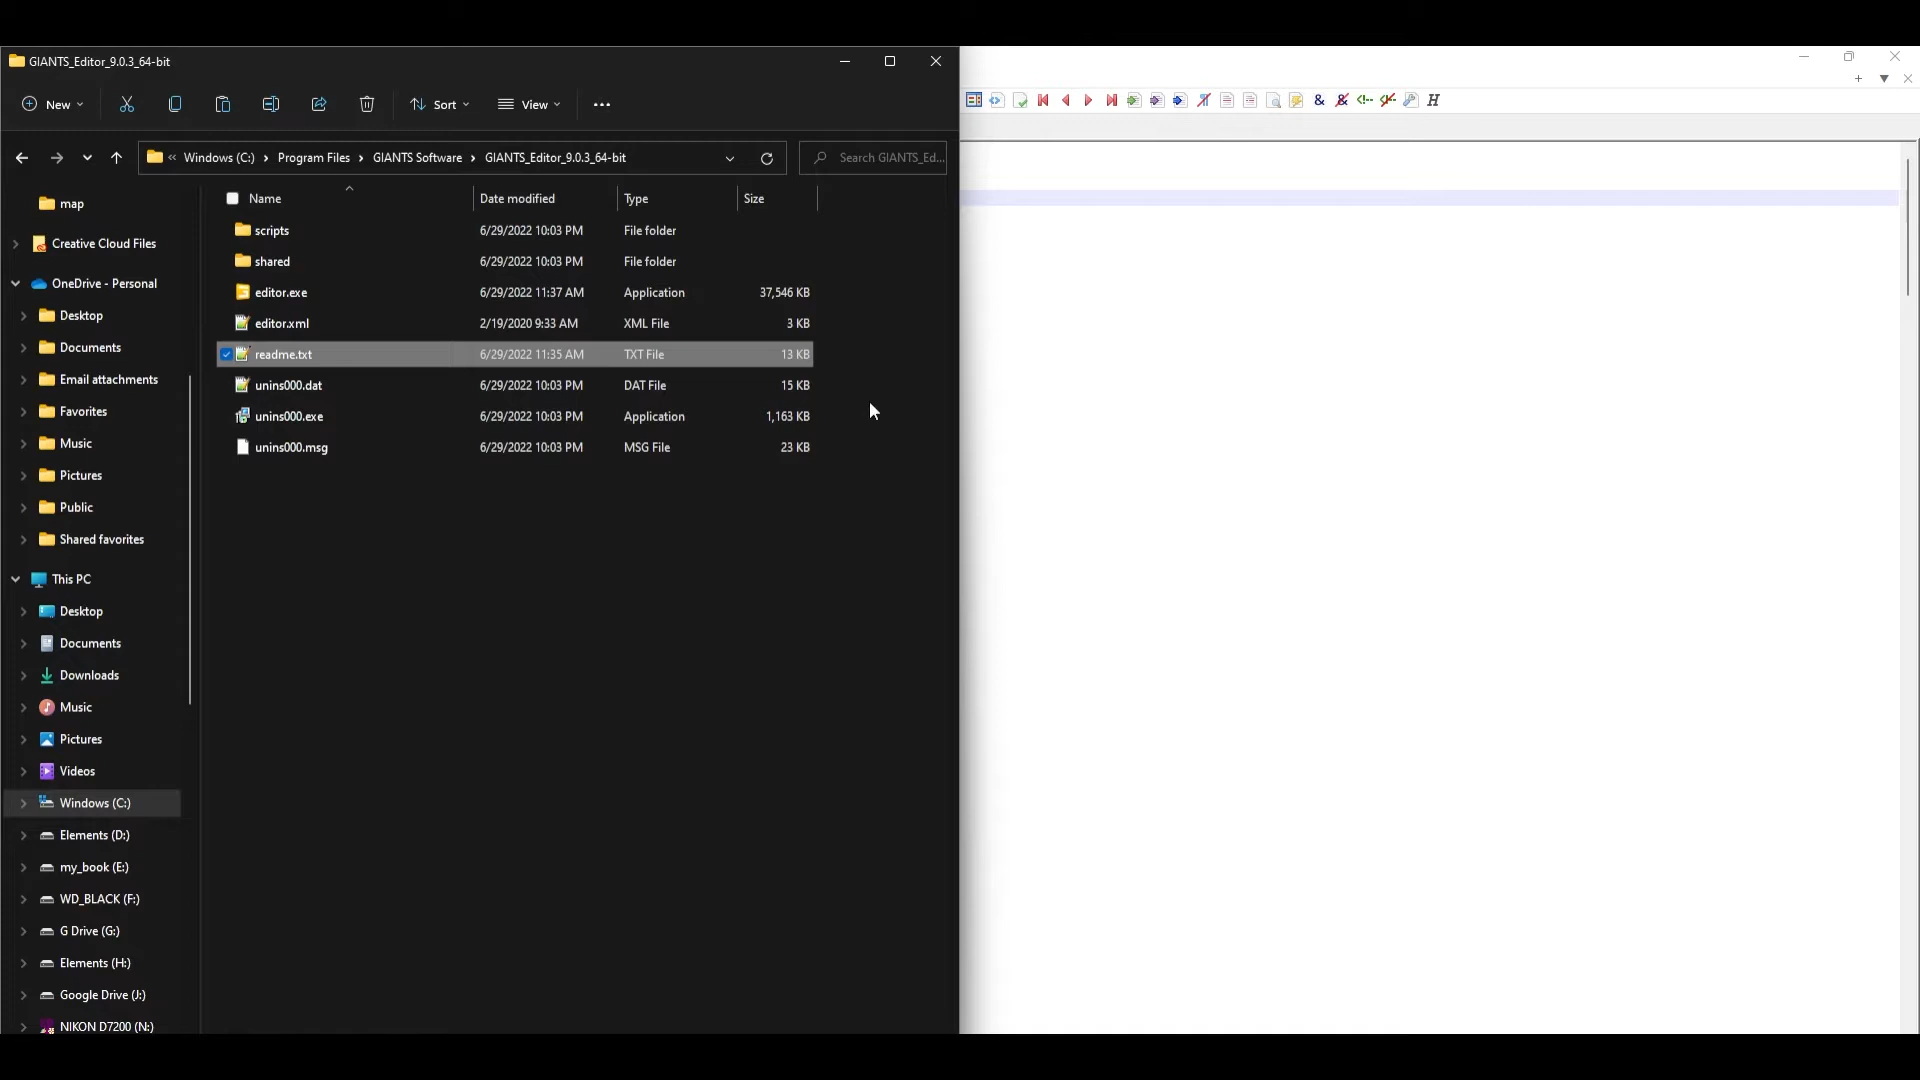 GIANTS_Editor_9.0.3_64-bit
New
Sort
View
« Windows (C:) › Program Files › GIANTS Software › GIANTS_Editor_9.0.3_64-bit
Search GIANTS_Ed...
Name Date modified Type Size
scripts 6/29/2022 10:03 PM File folder
shared 6/29/2022 10:03 PM File folder
editor.exe 6/29/2022 11:37 AM Application 37,546 KB
editor.xml 2/19/2020 9:33 AM XML File 3 KB
readme.txt 6/29/2022 11:35 AM TXT File 13 KB
unins000.dat 6/29/2022 10:03 PM DAT File 15 KB
unins000.exe 6/29/2022 10:03 PM Application 1,163 KB
unins000.msg 6/29/2022 10:03 PM MSG File 23 KB
map
Creative Cloud Files
OneDrive - Personal
Desktop
Documents
Email attachments
Favorites
Music
Pictures
Public
Shared favorites
This PC
Desktop
Documents
Downloads
Music
Pictures
Videos
Windows (C:)
Elements (D:)
my_book (E:)
WD_BLACK (F:)
G Drive (G:)
Elements (H:)
Google Drive (J:)
NIKON D7200 (N:)
& & H